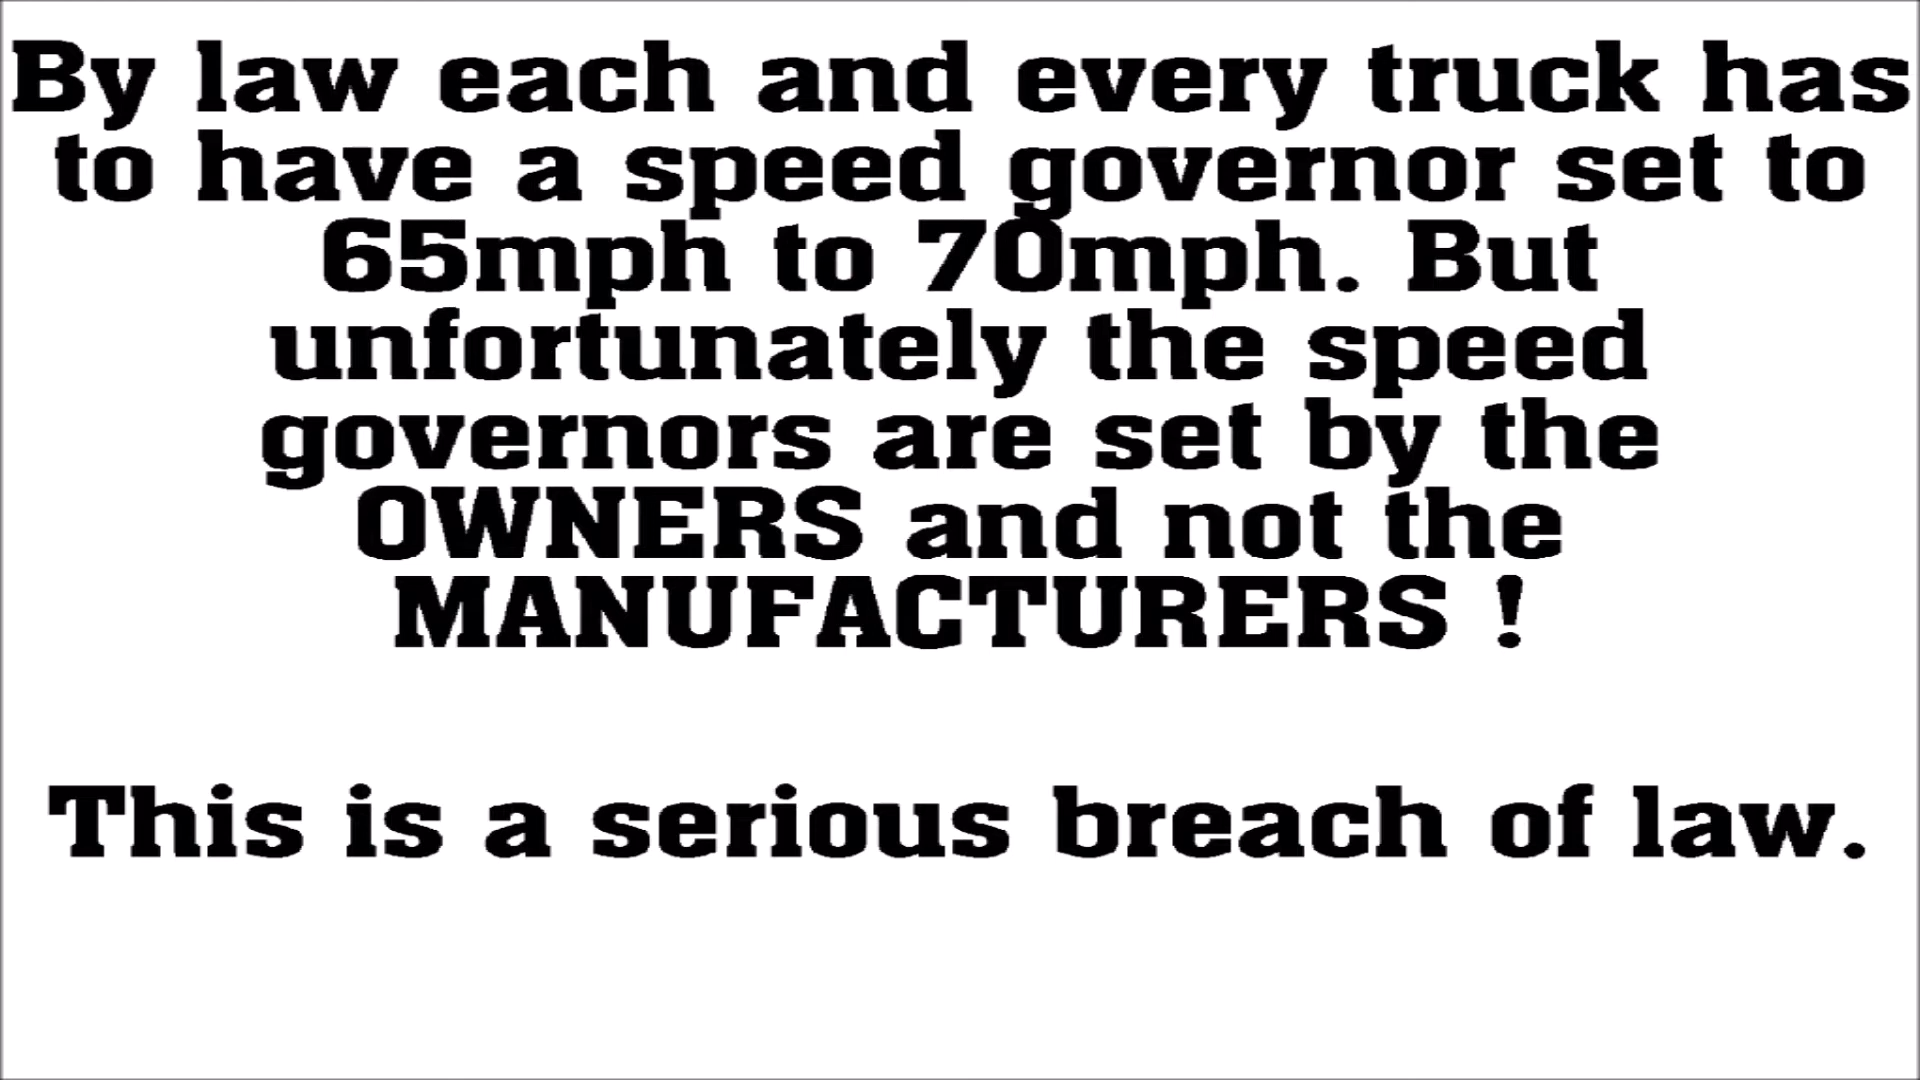 By law each and every truck has
to have a speed governor set to
65mph to 70mph. But
unfortunately the speed
governors are set by the
OWNERS and not the
MANUFACTURERS !
This is a serious breach of law.